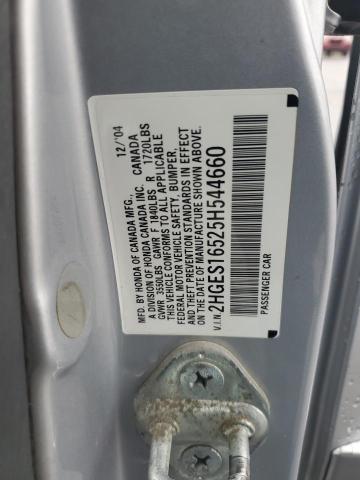 MFD. BY HONDA OF CANADA MFG., 12/'04
A DIVISION OF HONDA CANADA INC. CANADA
GVWR 3550LBS GAWR F 1840LBS R 1720LBS
THIS VEHICLE CONFORMS TO ALL APPLICABLE
FEDERAL MOTOR VEHICLE SAFETY, BUMPER,
AND THEFT PREVENTION STANDARDS IN EFFECT
ON THE DATE OF MANUFACTURE SHOWN ABOVE.
V.I.N. 2HGES16525H544660
PASSENGER CAR